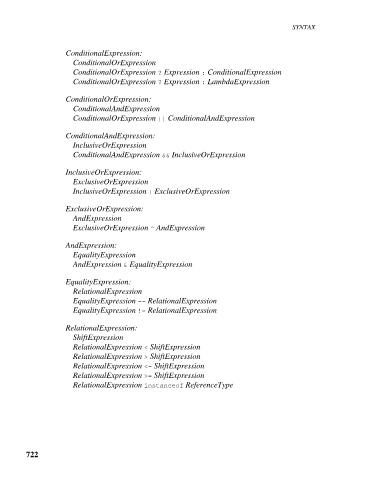 SYNTAX
ConditionalExpression:
ConditionalOrExpression
ConditionalOrExpression ? Expression : ConditionalExpression
ConditionalOrExpression ? Expression : LambdaExpression
ConditionalOrExpression:
ConditionalAndExpression
ConditionalOrExpression || ConditionalAndExpression
ConditionalAndExpression:
InclusiveOrExpression
ConditionalAndExpression && InclusiveOrExpression
InclusiveOrExpression:
ExclusiveOrExpression
InclusiveOrExpression | ExclusiveOrExpression
ExclusiveOrExpression:
AndExpression
ExclusiveOrExpression ^ AndExpression
AndExpression:
EqualityExpression
AndExpression & EqualityExpression
EqualityExpression:
RelationalExpression
EqualityExpression == RelationalExpression
EqualityExpression != RelationalExpression
RelationalExpression:
ShiftExpression
RelationalExpression < ShiftExpression
RelationalExpression > ShiftExpression
RelationalExpression <= ShiftExpression
RelationalExpression >= ShiftExpression
RelationalExpression instanceof ReferenceType
722